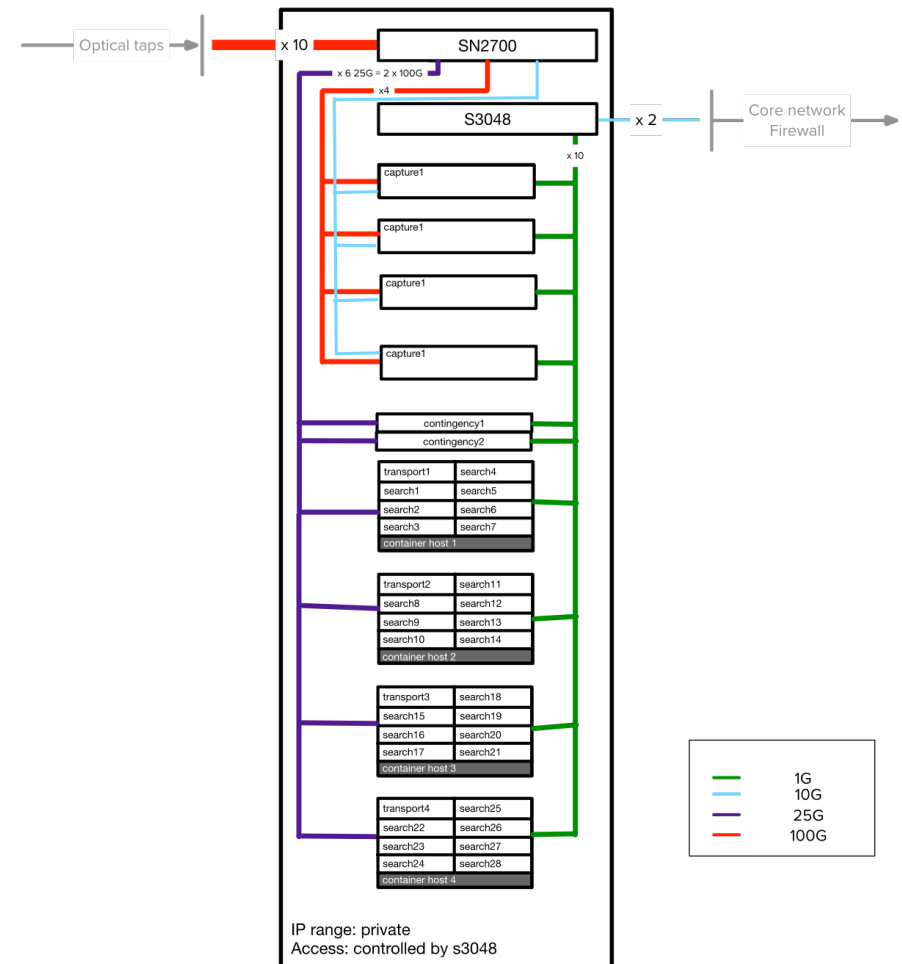 Optical taps
x 10
SN2700
x 6 25G = 2 x 100G
x4
S3048
x 2
Core network
Firewall
x 10
capture1
capture1
capture1
capture1
contingency1
contingency2
transport1 search4
search1 search5
search2 search6
search3 search7
container host 1
transport2 search11
search8 search12
search9 search13
search10 search14
container host 2
transport3 search18
search15 search19
search16 search20
search17 search21
container host 3
transport4 search25
search22 search26
search23 search27
search24 search28
container host 4
1G
10G
25G
100G
IP range: private
Access: controlled by s3048